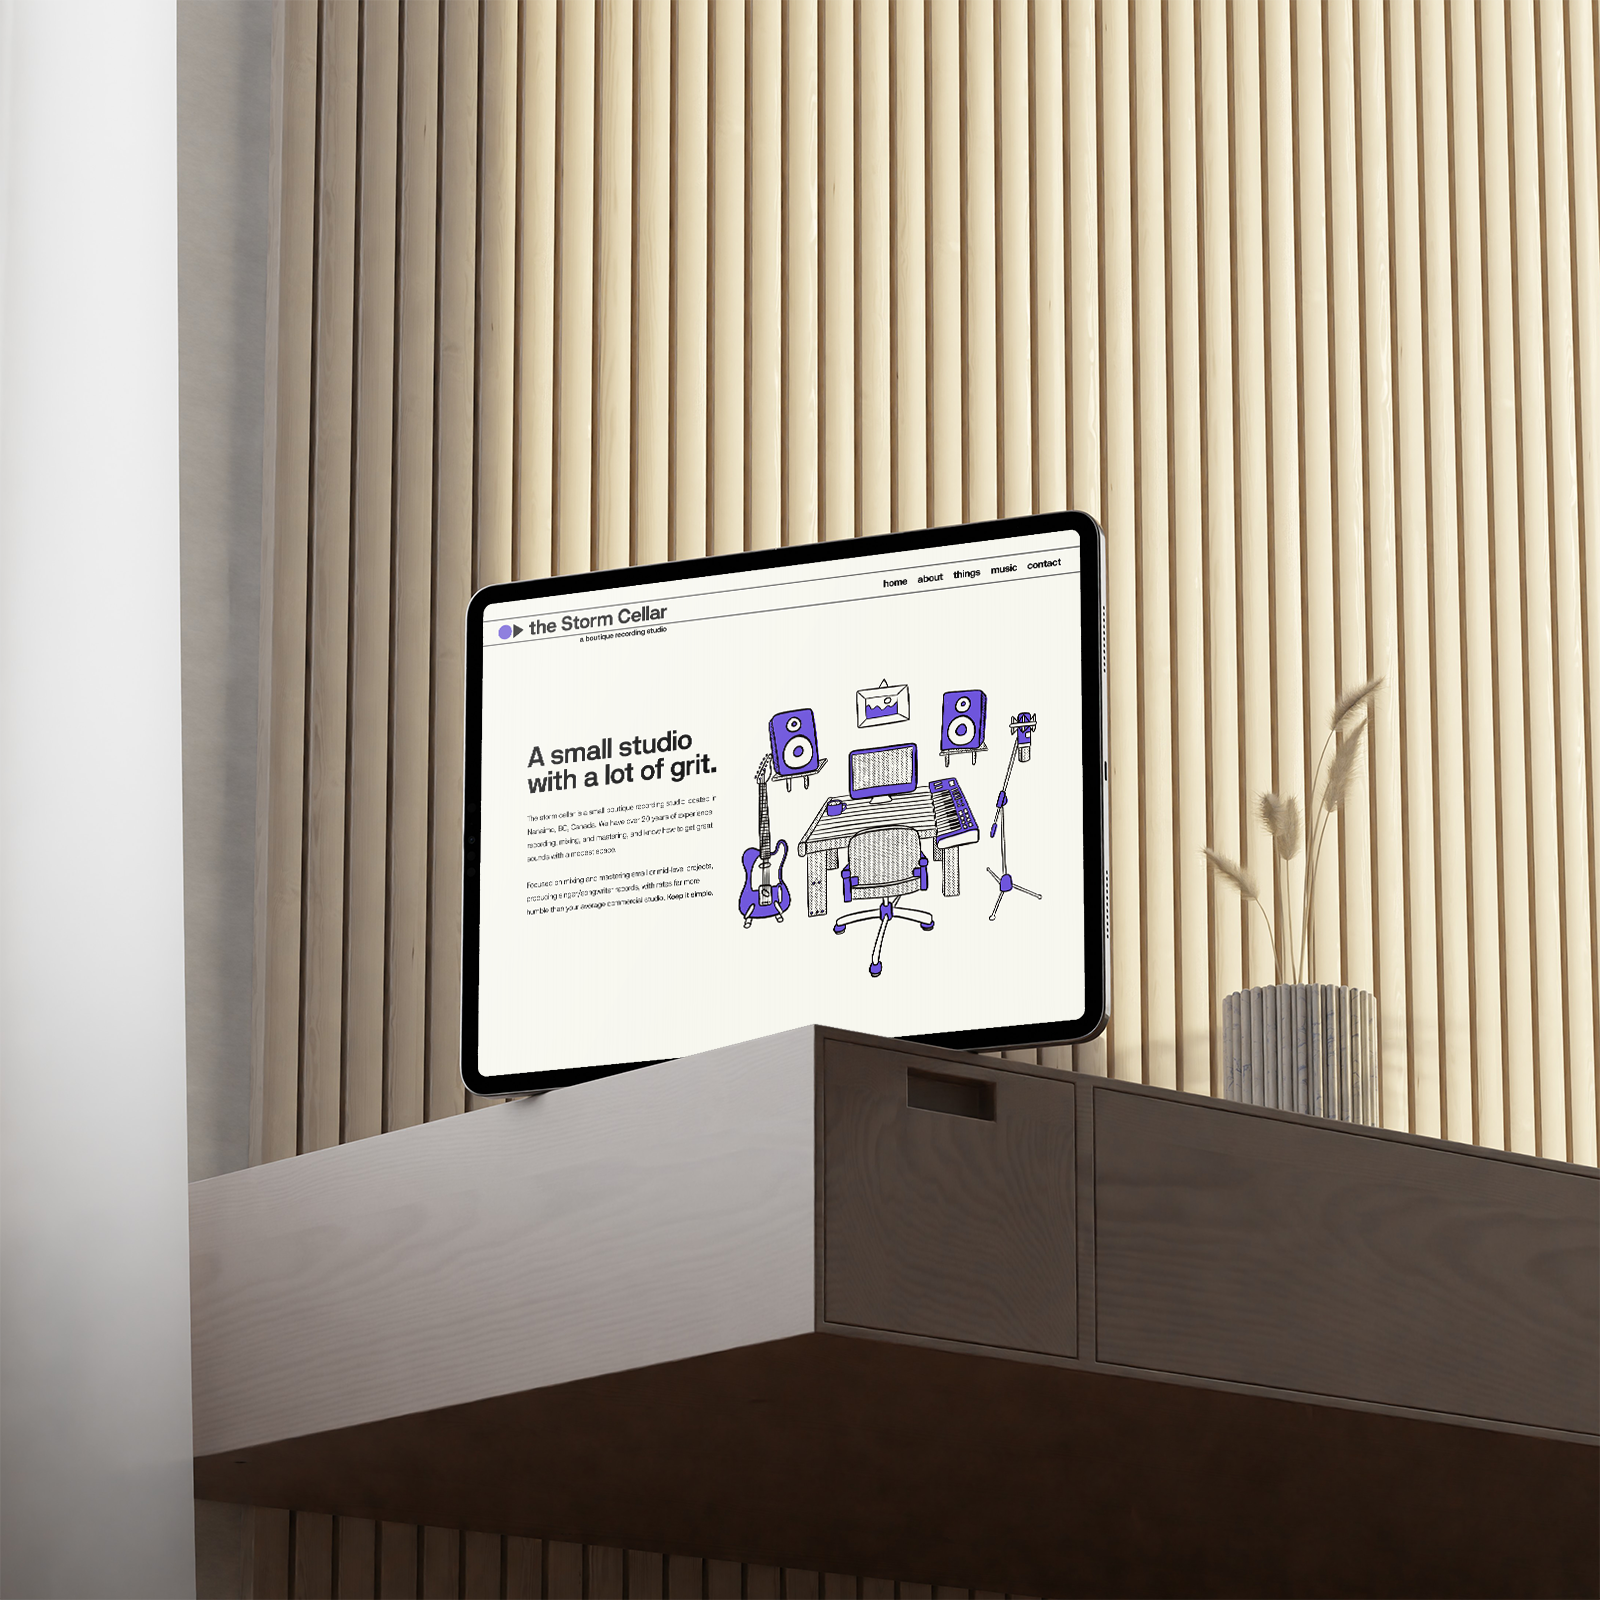 the Storm Cellar
a boutique recording studio
home about things music contact
A small studio
with a lot of grit.
The storm cellar is a small boutique recording studio located in
Nanaimo, BC, Canada. We have over 20 years of experience
recording, mixing, and mastering, and know how to get great
sounds with a modest space.
Focused on mixing and mastering small or mid-level projects,
producing singer/songwriter records, with rates far more
humble than your average commercial studio. Keep it simple.